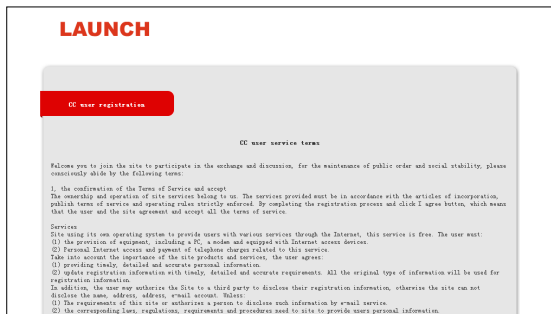 LAUNCH
CC user registration
CC user service terms
Welcome you to join the site to participate in the exchange and discussion, for the maintenance of public order and social stability, please
consciously abide by the following terms:
1, the confirmation of the Terms of Service and accept
The ownership and operation of site services belong to us. The services provided must be in accordance with the articles of incorporation,
publish terms of service and operating rules strictly enforced. By completing the registration process and click I agree button, which means
that the user and the site agreement and accept all the terms of service.
Services
Site using its own operating system to provide users with various services through the Internet, this service is free. The user must:
(1) the provision of equipment, including a PC, a modem and equipped with Internet access devices.
(2) Personal Internet access and payment of telephone charges related to this service.
Take into account the importance of the site products and services, the user agrees:
(1) providing timely, detailed and accurate personal information.
(2) update registration information with timely, detailed and accurate requirements. All the original type of information will be used for
registration information.
In addition, the user may authorize the Site to a third party to disclose their registration information, otherwise the site can not
disclose the name, address, address, e-mail account. Unless:
(1) The requirements of this site or authorizes a person to disclose such information by e-mail service.
(2) the corresponding laws, regulations, requirements and procedures need to site to provide users personal information.